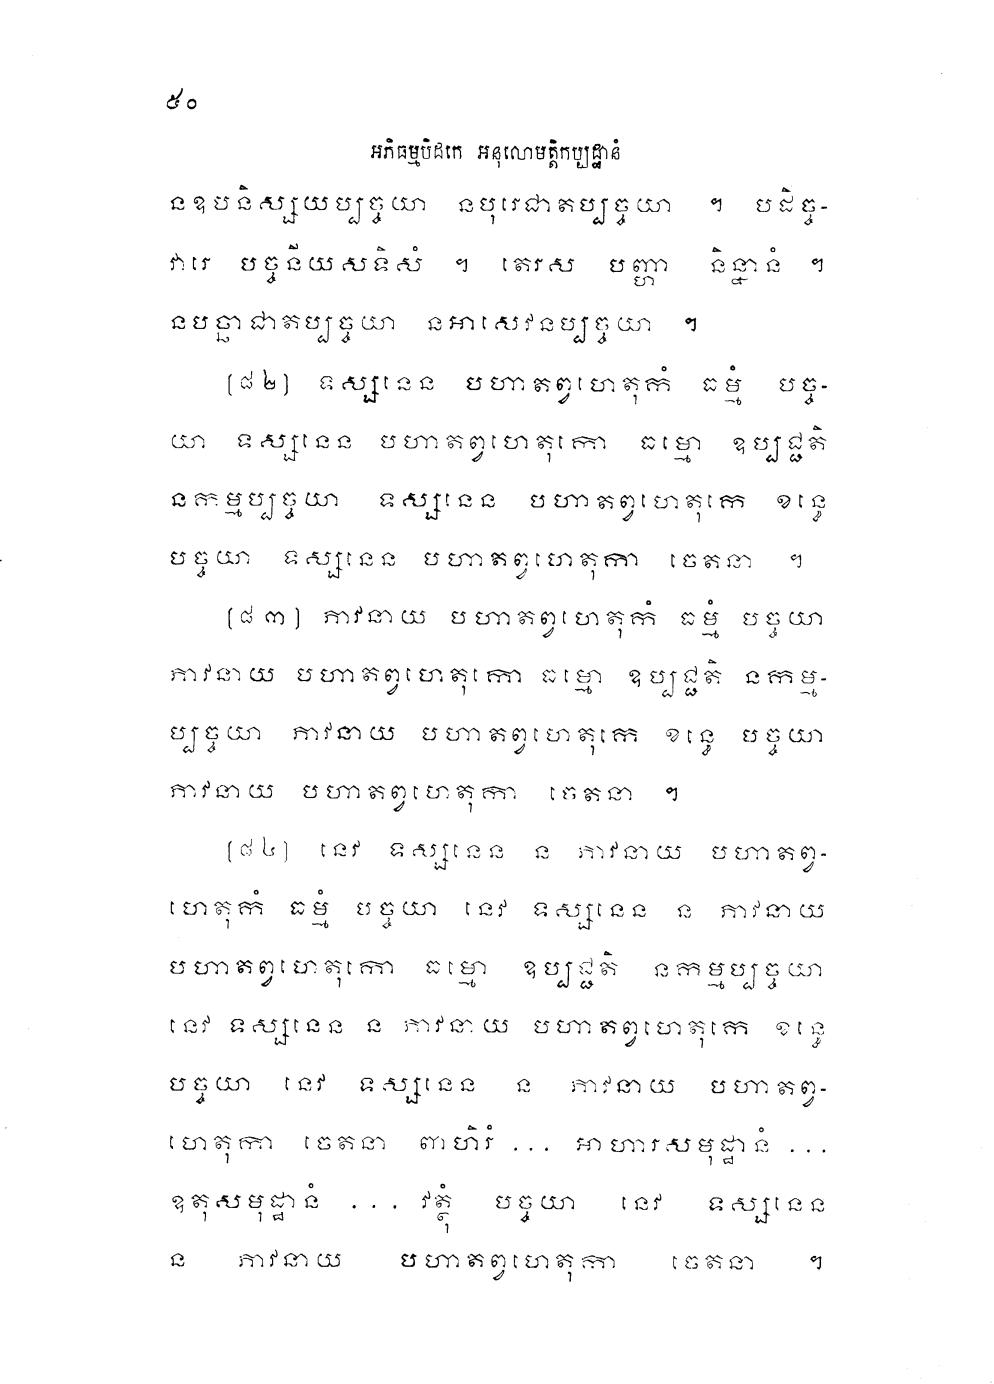 ៥០
អភិធម្មបិដកេ អនុលោមត្តិកប្បដ្ឋានំ
នឧបនិស្សយប្បច្ចយា នបុរេជាតប្បច្ចយា ។ បដិច្ច-
វារេ បច្ចនីយសទិសំ ។ តេរស បញ្ហា និន្នានំ ។
នបច្ឆាជាតប្បច្ចយា នអាសេវនប្បច្ចយា ។
[៨២] ទស្សនេន បហាតព្វហេតុកំ ធម្មំ បច្ច-
យា ទស្សនេន បហាតព្វហេតុកោ ធម្មោ ឧប្បជ្ជតិ
នកម្មប្បច្ចយា ទស្សនេន បហាតព្វហេតុកេ ខន្ធេ
បច្ចយា ទស្សនេន បហាតព្វហេតុកា ចេតនា ។
[៨៣] ភាវនាយ បហាតព្វហេតុកំ ធម្មំ បច្ចយា
ភាវនាយ បហាតព្វហេតុកោ ធម្មោ ឧប្បជ្ជតិ នកម្ម-
ប្បច្ចយា ភាវនាយ បហាតព្វហេតុកេ ខន្ធេ បច្ចយា
ភាវនាយ បហាតព្វហេតុកា ចេតនា ។
[៨៤] នេវ ទស្សនេន ន ភាវនាយ បហាតព្វ-
ហេតុកំ ធម្មំ បច្ចយា នេវ ទស្សនេន ន ភាវនាយ
បហាតព្វហេតុកោ ធម្មោ ឧប្បជ្ជតិ នកម្មប្បច្ចយា
នេវ ទស្សនេន ន ភាវនាយ បហាតព្វហេតុកេ ខន្ធេ
បច្ចយា នេវ ទស្សនេន ន ភាវនាយ បហាតព្វ-
ហេតុកា ចេតនា ពាហិរំ ... អាហារសមុដ្ឋានំ ...
ឧតុសមុដ្ឋានំ ... វត្ថុំ បច្ចយា នេវ ទស្សនេន
ន ភាវនាយ បហាតព្វហេតុកា ចេតនា ។